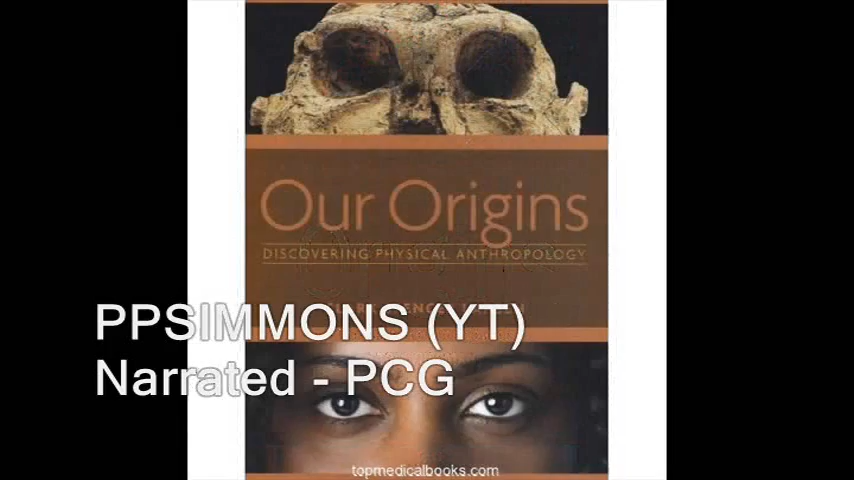 Our Origins
DISCOVERING PHYSICAL ANTHROPOLOGY
PPSIMMONS (YT)
Narrated - PCG
topmedicalbooks.com